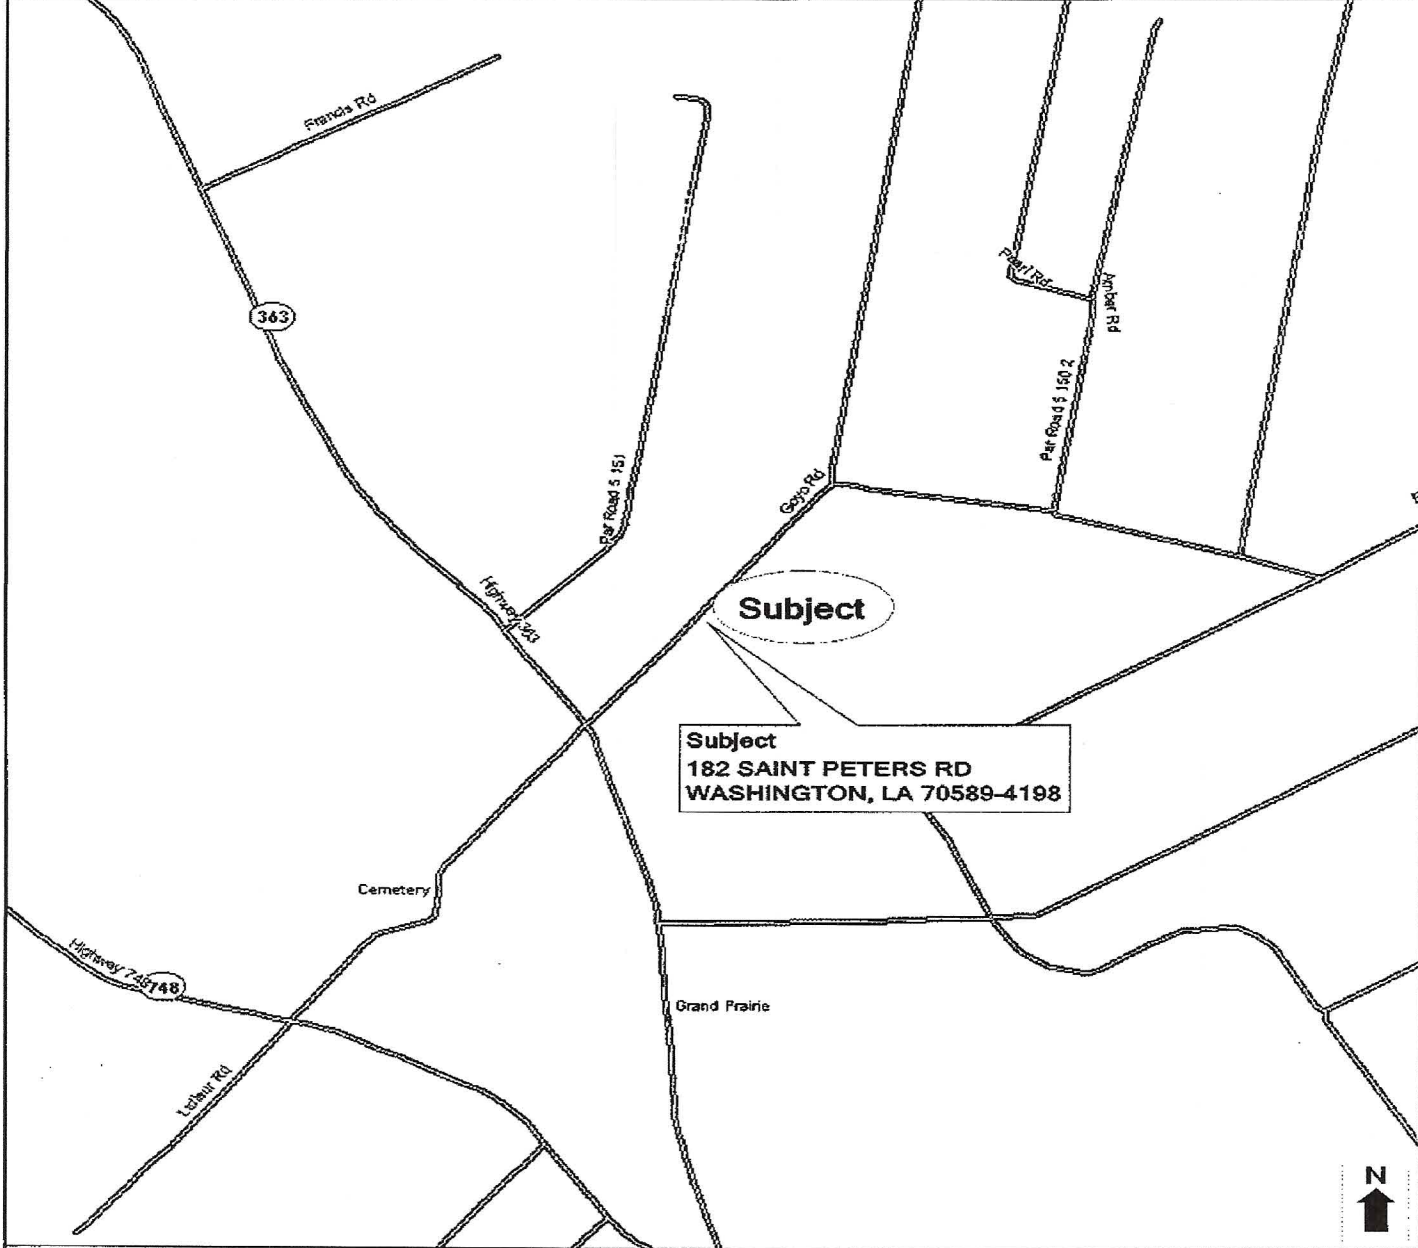 Francis Rd
363
Pearl Rd
Amber Rd
Par Road 5 150 2
Par Road 5 151
Goyo Rd
Highway 363
Subject
Subject
182 SAINT PETERS RD
WASHINGTON, LA 70589-4198
Cemetery
Highway 748
748
Grand Prairie
Rd
N